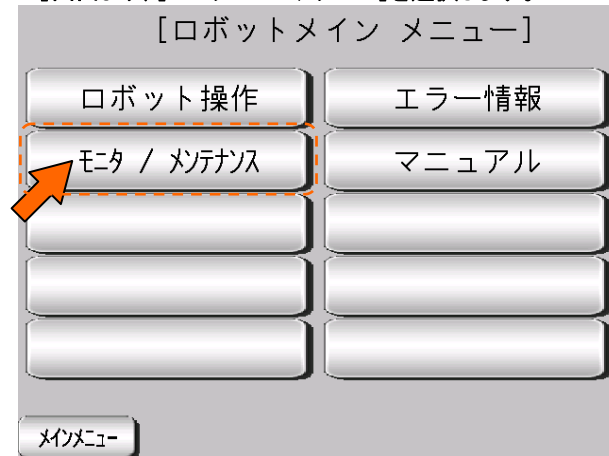 [ロボットメイン メニュー]
ロボット操作 エラー情報
ﾓﾆﾀ / ﾒﾝﾃﾅﾝｽ マニュアル
ﾒｲﾝﾒﾆｭｰ